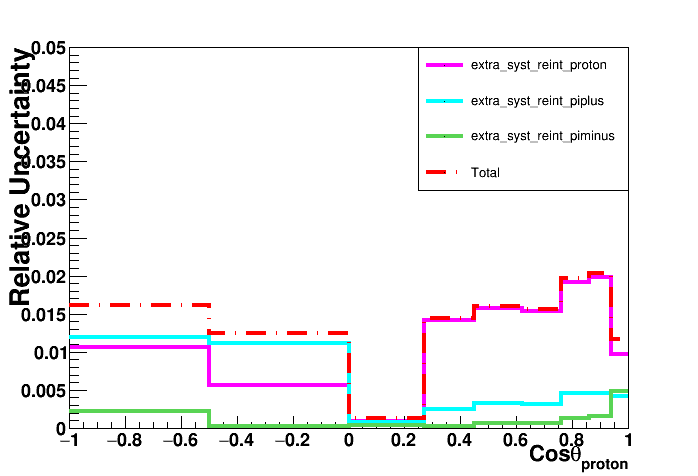 Relative Uncertainty
0.05
0.045
0.04
0.035
0.03
0.025
0.02
0.015
0.01
0.005
0
−1 −0.8 −0.6 −0.4 −0.2 0 0.2 0.4 0.6 0.8 1
Cosθproton
extra_syst_reint_proton
extra_syst_reint_piplus
extra_syst_reint_piminus
Total